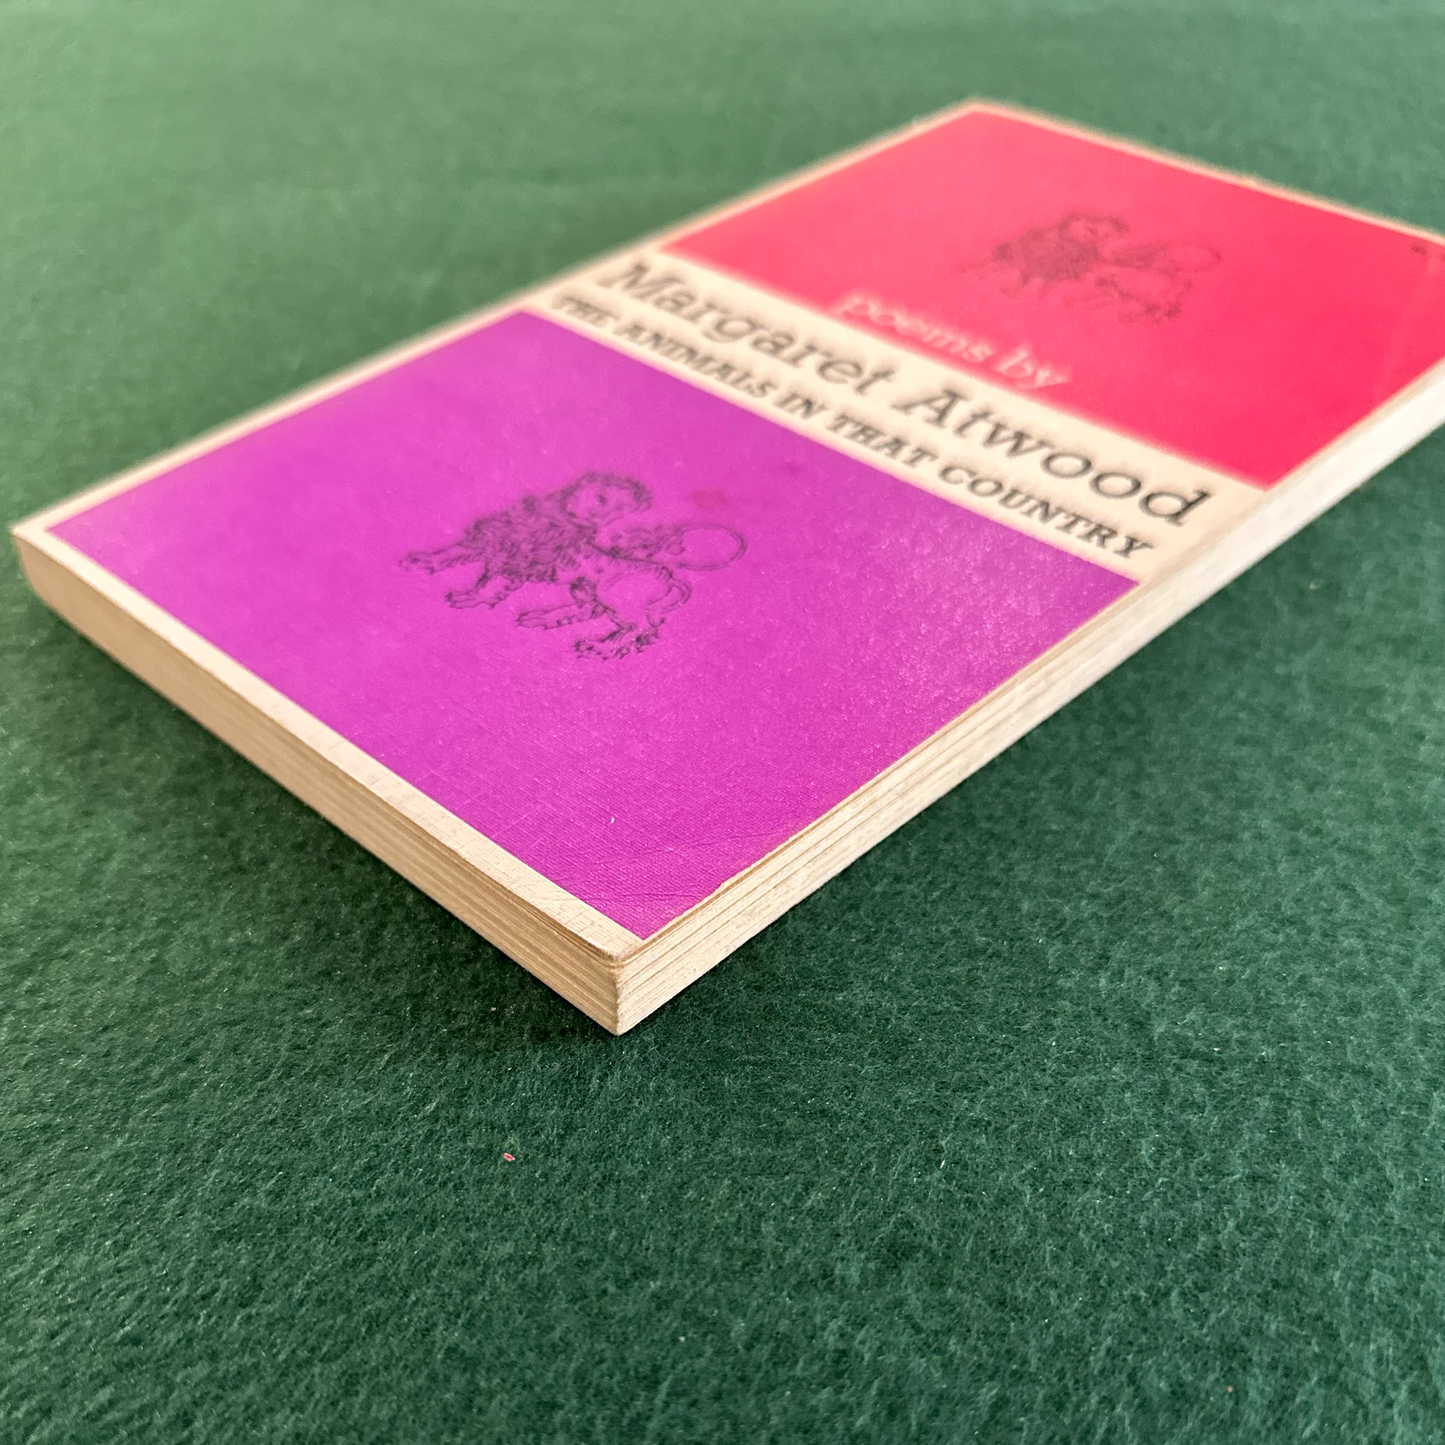 poems by
Margaret Atwood
THE ANIMALS IN THAT COUNTRY